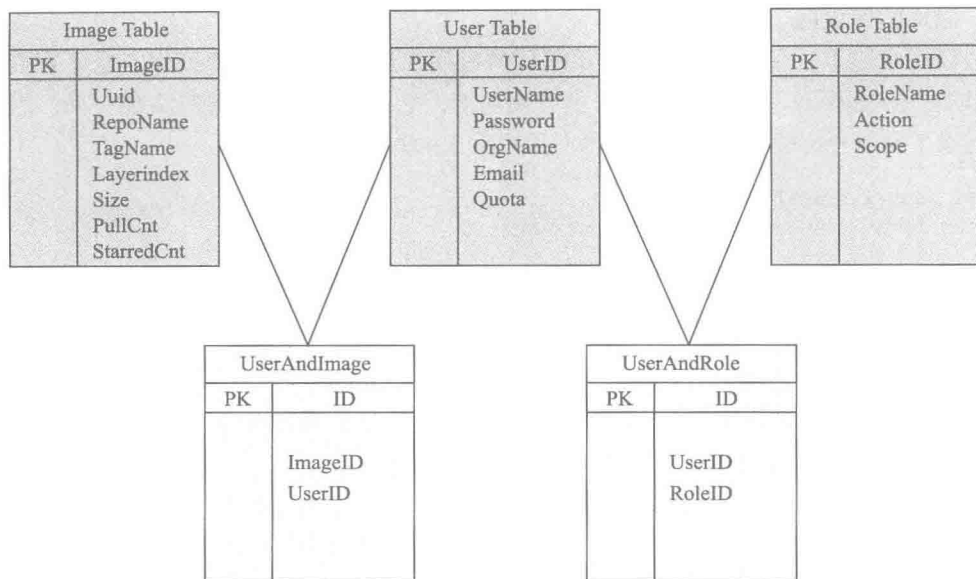 Image Table
PK ImageID
Uuid
RepoName
TagName
Layerindex
Size
PullCnt
StarredCnt
User Table
PK UserID
UserName
Password
OrgName
Email
Quota
Role Table
PK RoleID
RoleName
Action
Scope
UserAndImage
PK ID
ImageID
UserID
UserAndRole
PK ID
UserID
RoleID